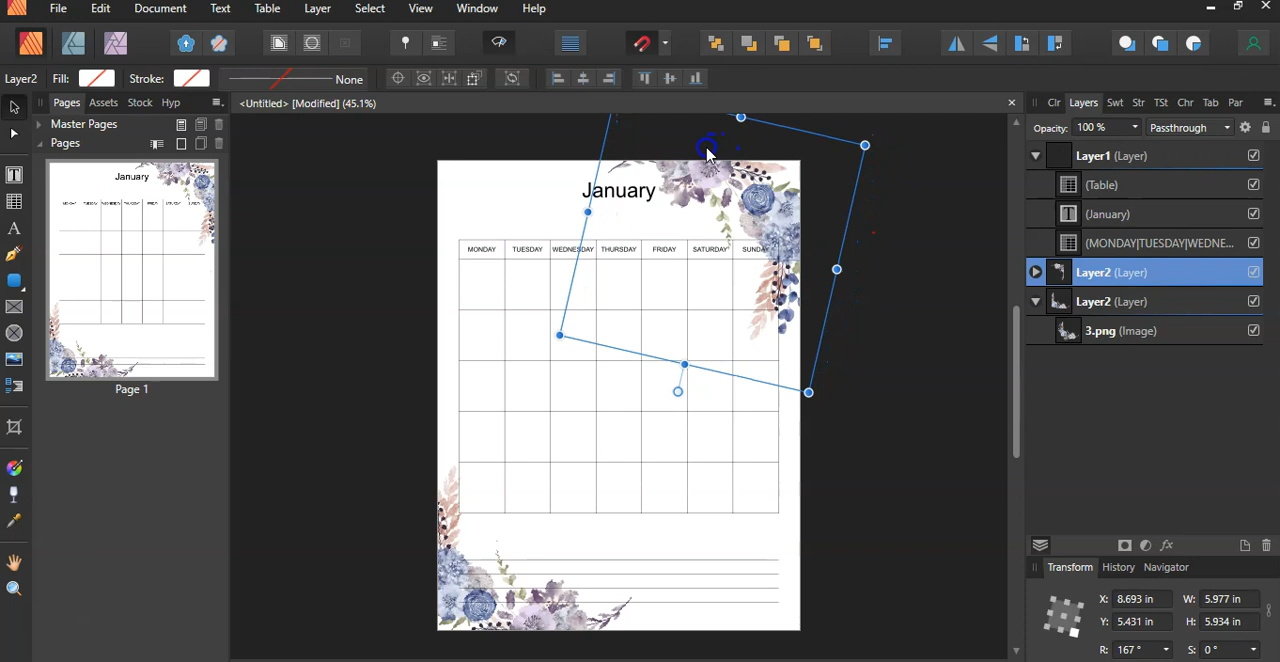 File Edit Document Text Table Layer Select View Window Help
Layer2 Fill: Stroke: None
Pages Assets Stock Hyp
<Untitled> [Modified] (45.1%)
Clr Layers Swt Str TSt Chr Tab Par
Master Pages
Pages
Opacity: 100 % Passthrough
Layer1 (Layer)
(Table)
(January)
(MONDAY|TUESDAY|WEDNE...
Layer2 (Layer)
Layer2 (Layer)
3.png (Image)
January
Page 1
January
MONDAY TUESDAY WEDNESDAY THURSDAY FRIDAY SATURDAY SUNDAY
Transform History Navigator
X: 8.693 in W: 5.977 in
Y: 5.431 in H: 5.934 in
R: 167 ° S: 0 °